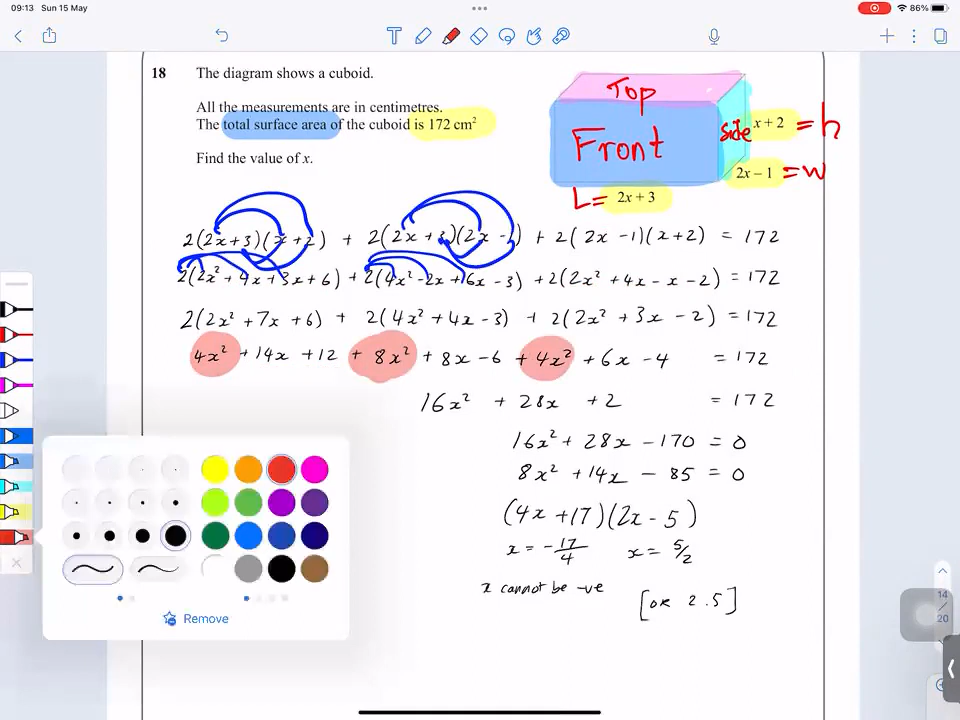 09:13 Sun 15 May
86%
18 The diagram shows a cuboid.
All the measurements are in centimetres.
The total surface area of the cuboid is 172 cm²
Find the value of x.
Top
Front
side
x + 2 = h
2x – 1 = w
L = 2x + 3
2(2x+3)(x+2) + 2(2x+3)(2x-1) + 2(2x-1)(x+2) = 172
2(2x² + 4x + 3x + 6) + 2(4x² - 2x + 6x - 3) + 2(2x² + 4x - x - 2) = 172
2(2x² + 7x + 6) + 2(4x² + 4x - 3) + 2(2x² + 3x - 2) = 172
4x² + 14x + 12 + 8x² + 8x - 6 + 4x² + 6x - 4 = 172
16x² + 28x + 2 = 172
16x² + 28x - 170 = 0
8x² + 14x - 85 = 0
(4x + 17)(2x - 5)
x = -17/4 x = 5/2
x cannot be -ve
[or 2.5]
Remove
14
20